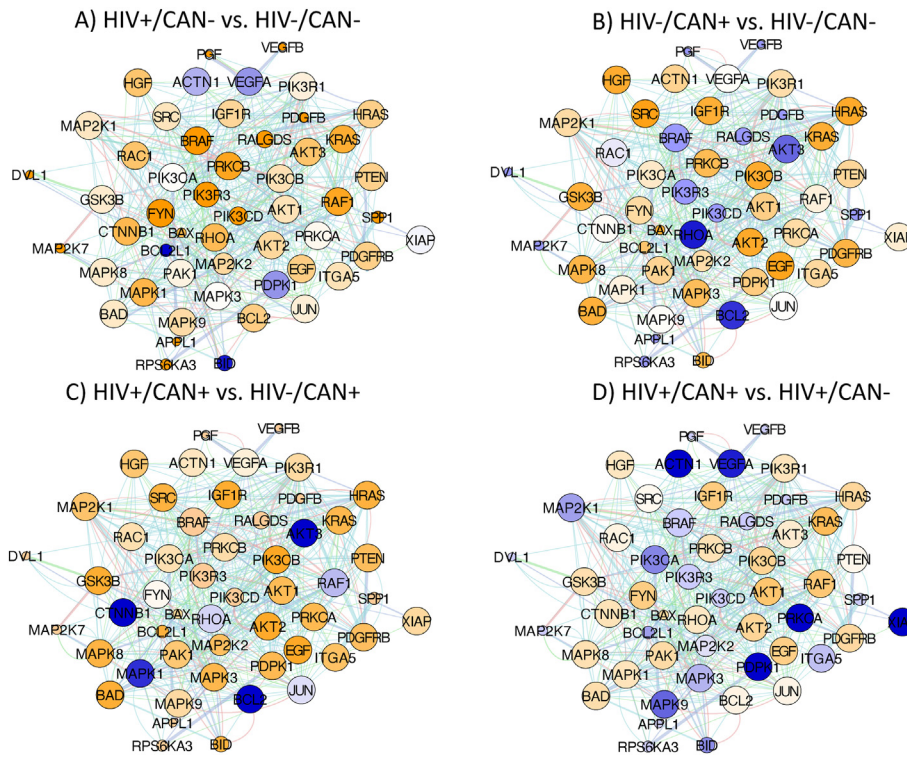 A) HIV+/CAN- vs. HIV-/CAN-
PGF
VEGFB
HGF
ACTN1
VEGFA
PIK3R1
MAP2K1
SRC
IGF1R
PDGFB
HRAS
BRAF
RALGDS
KRAS
RAC1
PRKCB
AKT3
DVL1
PIK3CA
PIK3CB
PTEN
GSK3B
PIK3R3
FYN
PIK3CD
AKT1
RAF1
SPP1
CTNNB1
BAX
RHOA
PRKCA
XIAP
MAP2K7
BCL2L1
AKT2
PDGFRB
MAPK8
PAK1
MAP2K2
EGF
ITGA5
MAPK1
MAPK3
PDPK1
BAD
MAPK9
BCL2
JUN
APPL1
RPS6KA3
BID
B) HIV-/CAN+ vs. HIV-/CAN-
PGF
VEGFB
HGF
ACTN1
VEGFA
PIK3R1
MAP2K1
SRC
IGF1R
PDGFB
HRAS
BRAF
RALGDS
KRAS
RAC1
PRKCB
AKT3
DVL1
PIK3CA
PIK3CB
PTEN
GSK3B
PIK3R3
FYN
PIK3CD
AKT1
RAF1
SPP1
CTNNB1
BAX
RHOA
PRKCA
XIAP
MAP2K7
BCL2L1
AKT2
PDGFRB
MAPK8
PAK1
MAP2K2
EGF
ITGA5
MAPK1
MAPK3
PDPK1
BAD
MAPK9
BCL2
JUN
APPL1
RPS6KA3
BID
C) HIV+/CAN+ vs. HIV-/CAN+
PGF
VEGFB
HGF
ACTN1
VEGFA
PIK3R1
MAP2K1
SRC
IGF1R
PDGFB
HRAS
BRAF
RALGDS
KRAS
RAC1
PRKCB
AKT3
DVL1
PIK3CA
PIK3CB
PTEN
GSK3B
PIK3R3
FYN
PIK3CD
AKT1
RAF1
SPP1
CTNNB1
BAX
RHOA
PRKCA
XIAP
MAP2K7
BCL2L1
AKT2
PDGFRB
MAPK8
PAK1
MAP2K2
EGF
ITGA5
MAPK1
MAPK3
PDPK1
BAD
MAPK9
BCL2
JUN
APPL1
RPS6KA3
BID
D) HIV+/CAN+ vs. HIV+/CAN-
PGF
VEGFB
HGF
ACTN1
VEGFA
PIK3R1
MAP2K1
SRC
IGF1R
PDGFB
HRAS
BRAF
RALGDS
KRAS
RAC1
PRKCB
AKT3
DVL1
PIK3CA
PIK3CB
PTEN
GSK3B
PIK3R3
FYN
PIK3CD
AKT1
RAF1
SPP1
CTNNB1
BAX
RHOA
PRKCA
XIAP
MAP2K7
BCL2L1
AKT2
PDGFRB
MAPK8
PAK1
MAP2K2
EGF
ITGA5
MAPK1
MAPK3
PDPK1
BAD
MAPK9
BCL2
JUN
APPL1
RPS6KA3
BID